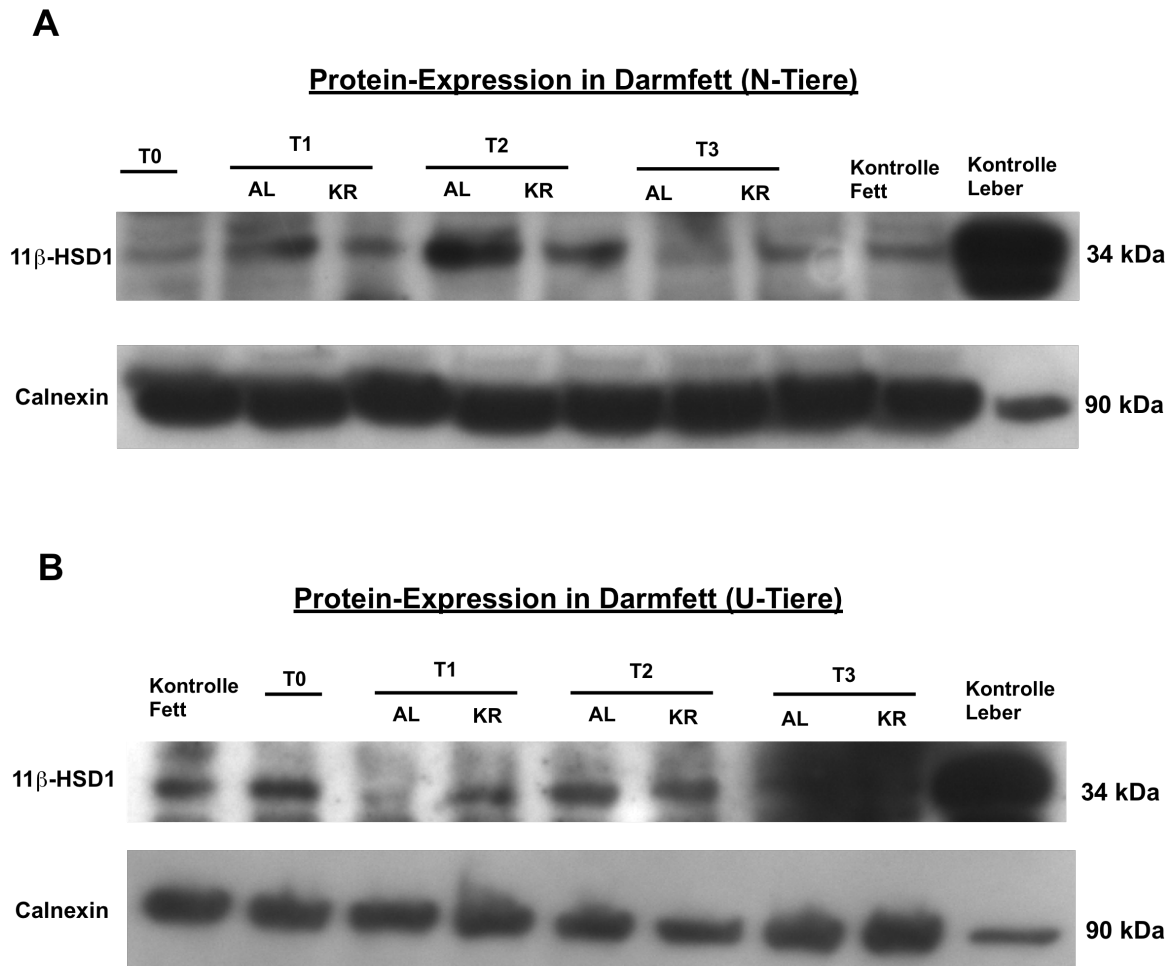 A
Protein-Expression in Darmfett (N-Tiere)
T0 T1 T2 T3 Kontrolle Fett Kontrolle Leber
AL KR AL KR AL KR
11β-HSD1 34 kDa
Calnexin 90 kDa
B
Protein-Expression in Darmfett (U-Tiere)
Kontrolle Fett T0 T1 T2 T3 Kontrolle Leber
AL KR AL KR AL KR
11β-HSD1 34 kDa
Calnexin 90 kDa